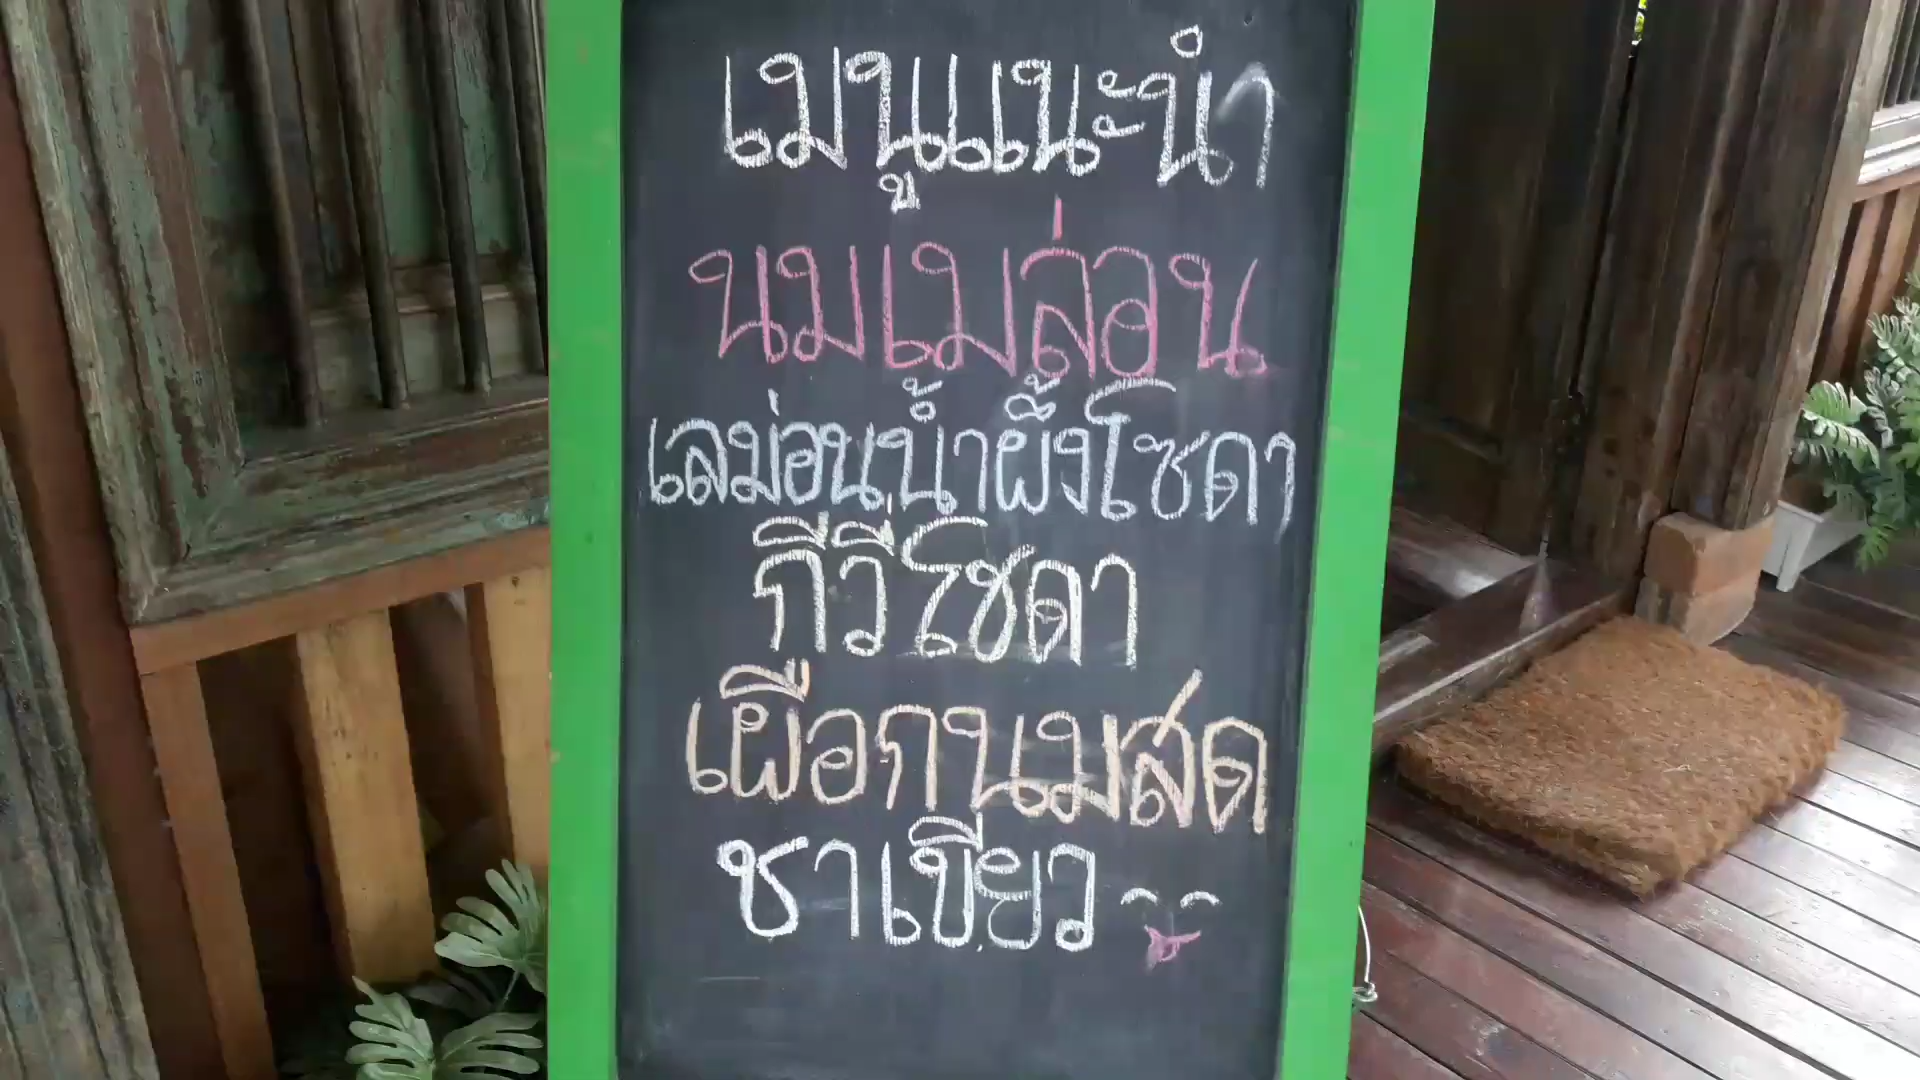 เมนูแนะนำ
นมเมล่อน
เลม่อนน้ำผึ้งโซดา
กีวี่โซดา
เผือกนมสด
ชาเขียว